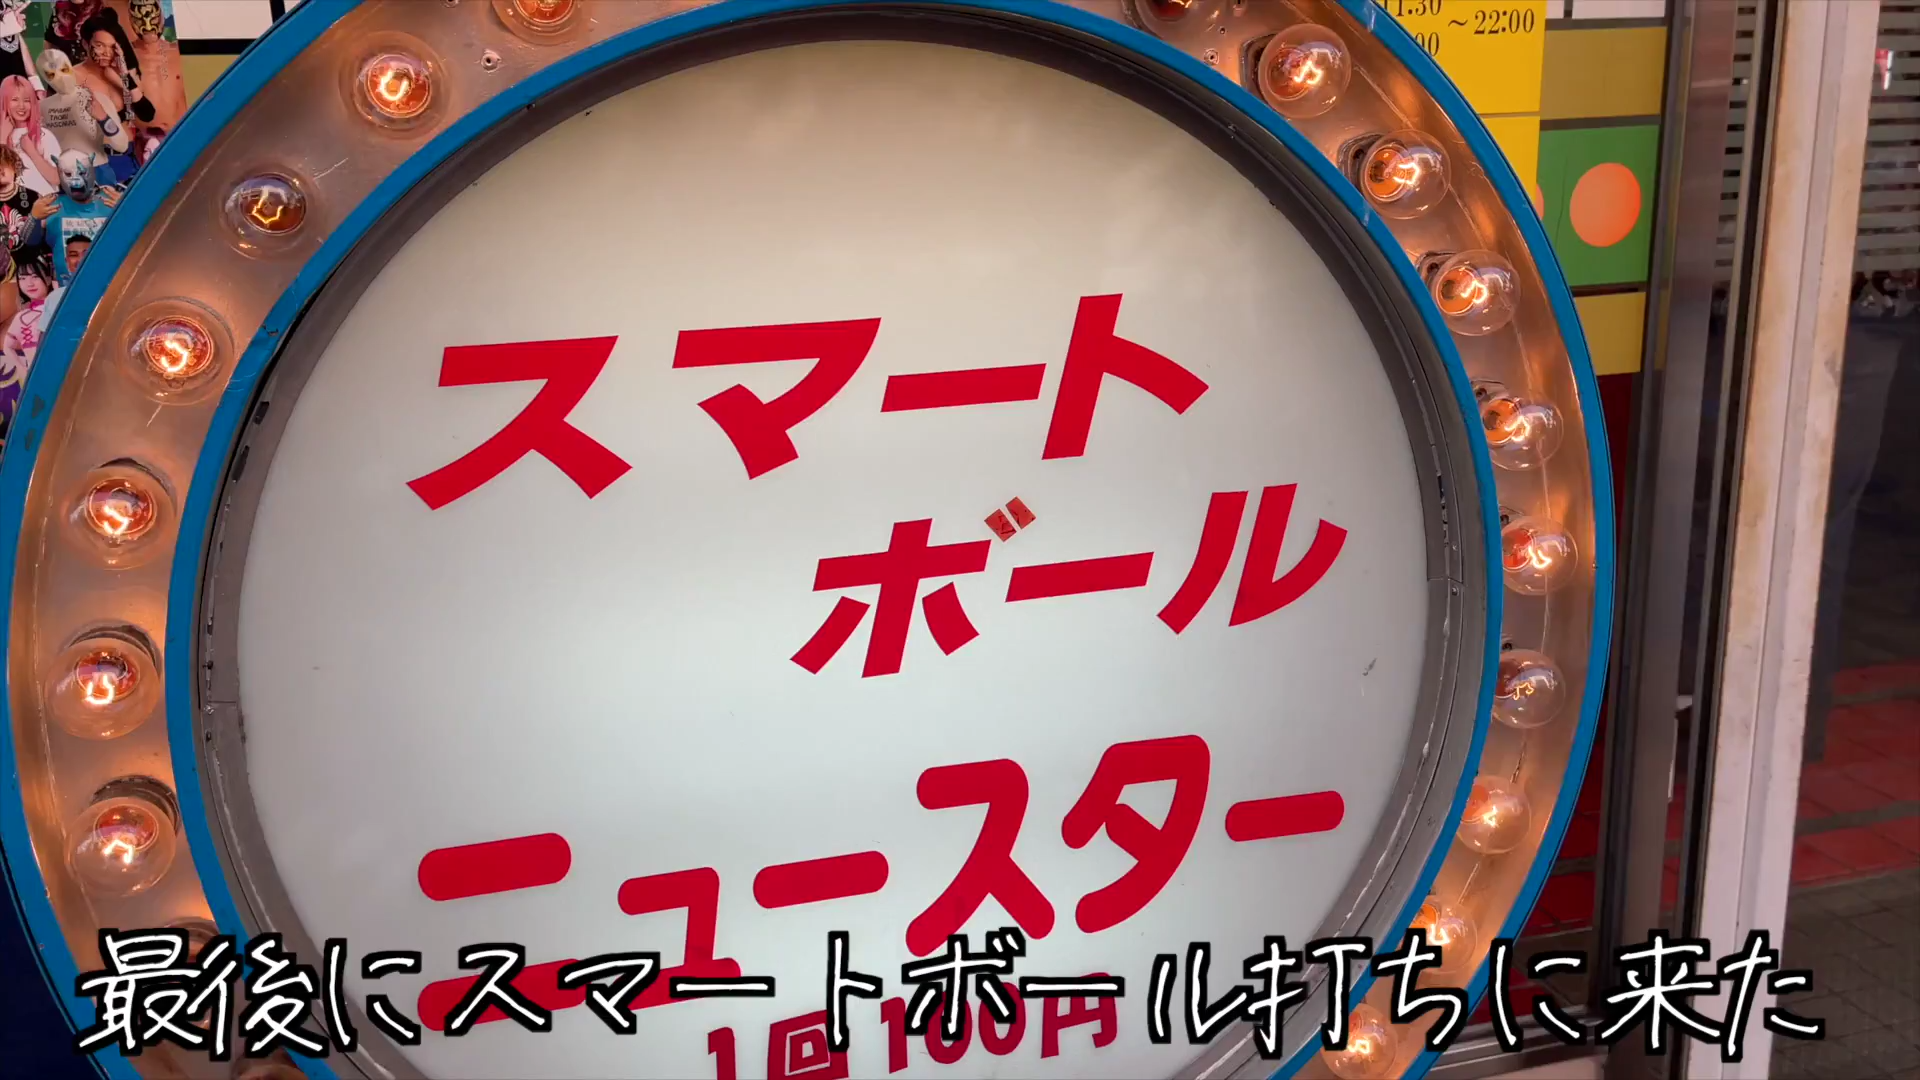 11:30
～22:00
スマート
ボール
ニュースター
1回100円
最後にスマートボール打ちに来た